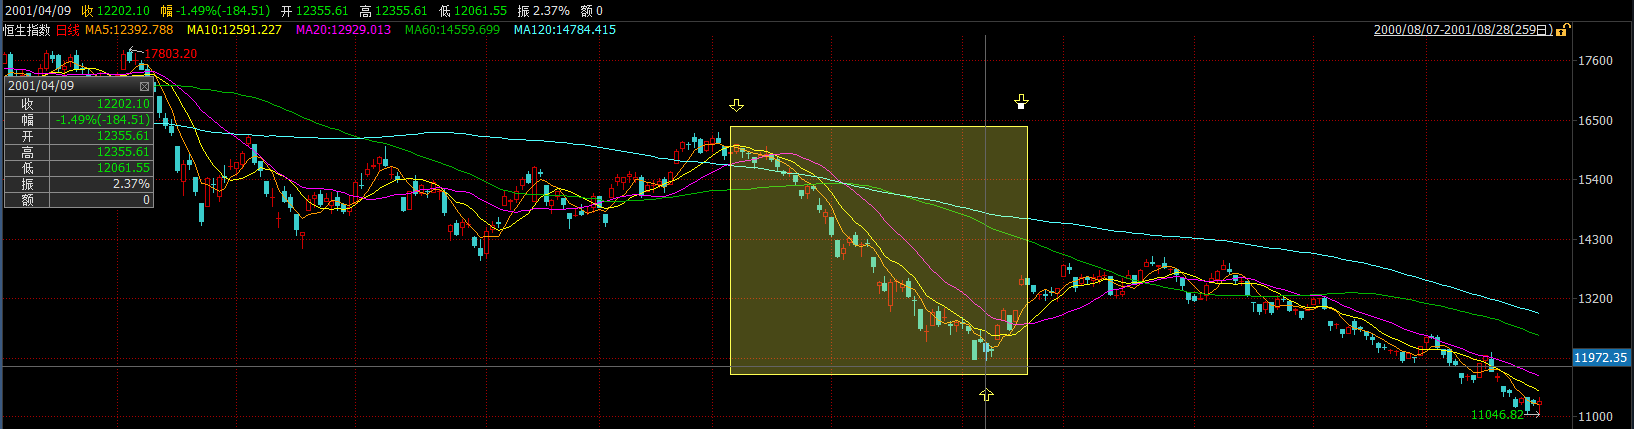 2001/04/09 收 12202.10 幅 -1.49%(-184.51) 开 12355.61 高 12355.61 低 12061.55 振 2.37% 额 0
恒生指数 日线 MA5:12392.788 MA10:12591.227 MA20:12929.013 MA60:14559.699 MA120:14784.415 2000/08/07-2001/08/28(259日)
17803.20
17600
2001/04/09
收 12202.10
幅 -1.49%(-184.51)
开 12355.61
高 12355.61
低 12061.55
振 2.37%
额 0
16500
15400
14300
13200
11972.35
11046.82
11000